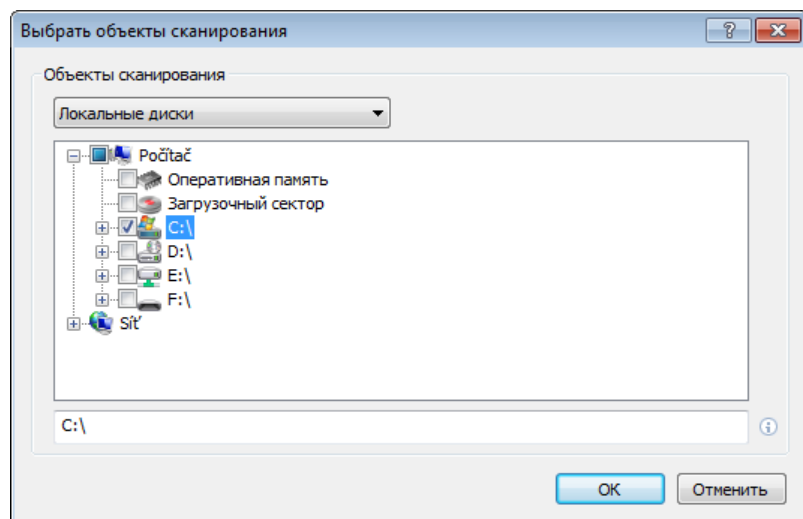 Выбрать объекты сканирования
Объекты сканирования
Локальные диски
Počítač
Оперативная память
Загрузочный сектор
C:\
D:\
E:\
F:\
Síť
C:\
OK Отменить